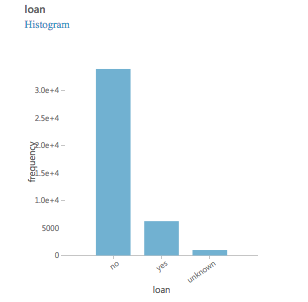 loan
Histogram
3.0e+4
2.5e+4
2.0e+4
1.5e+4
1.0e+4
5000
0
frequency
no
yes
unknown
loan